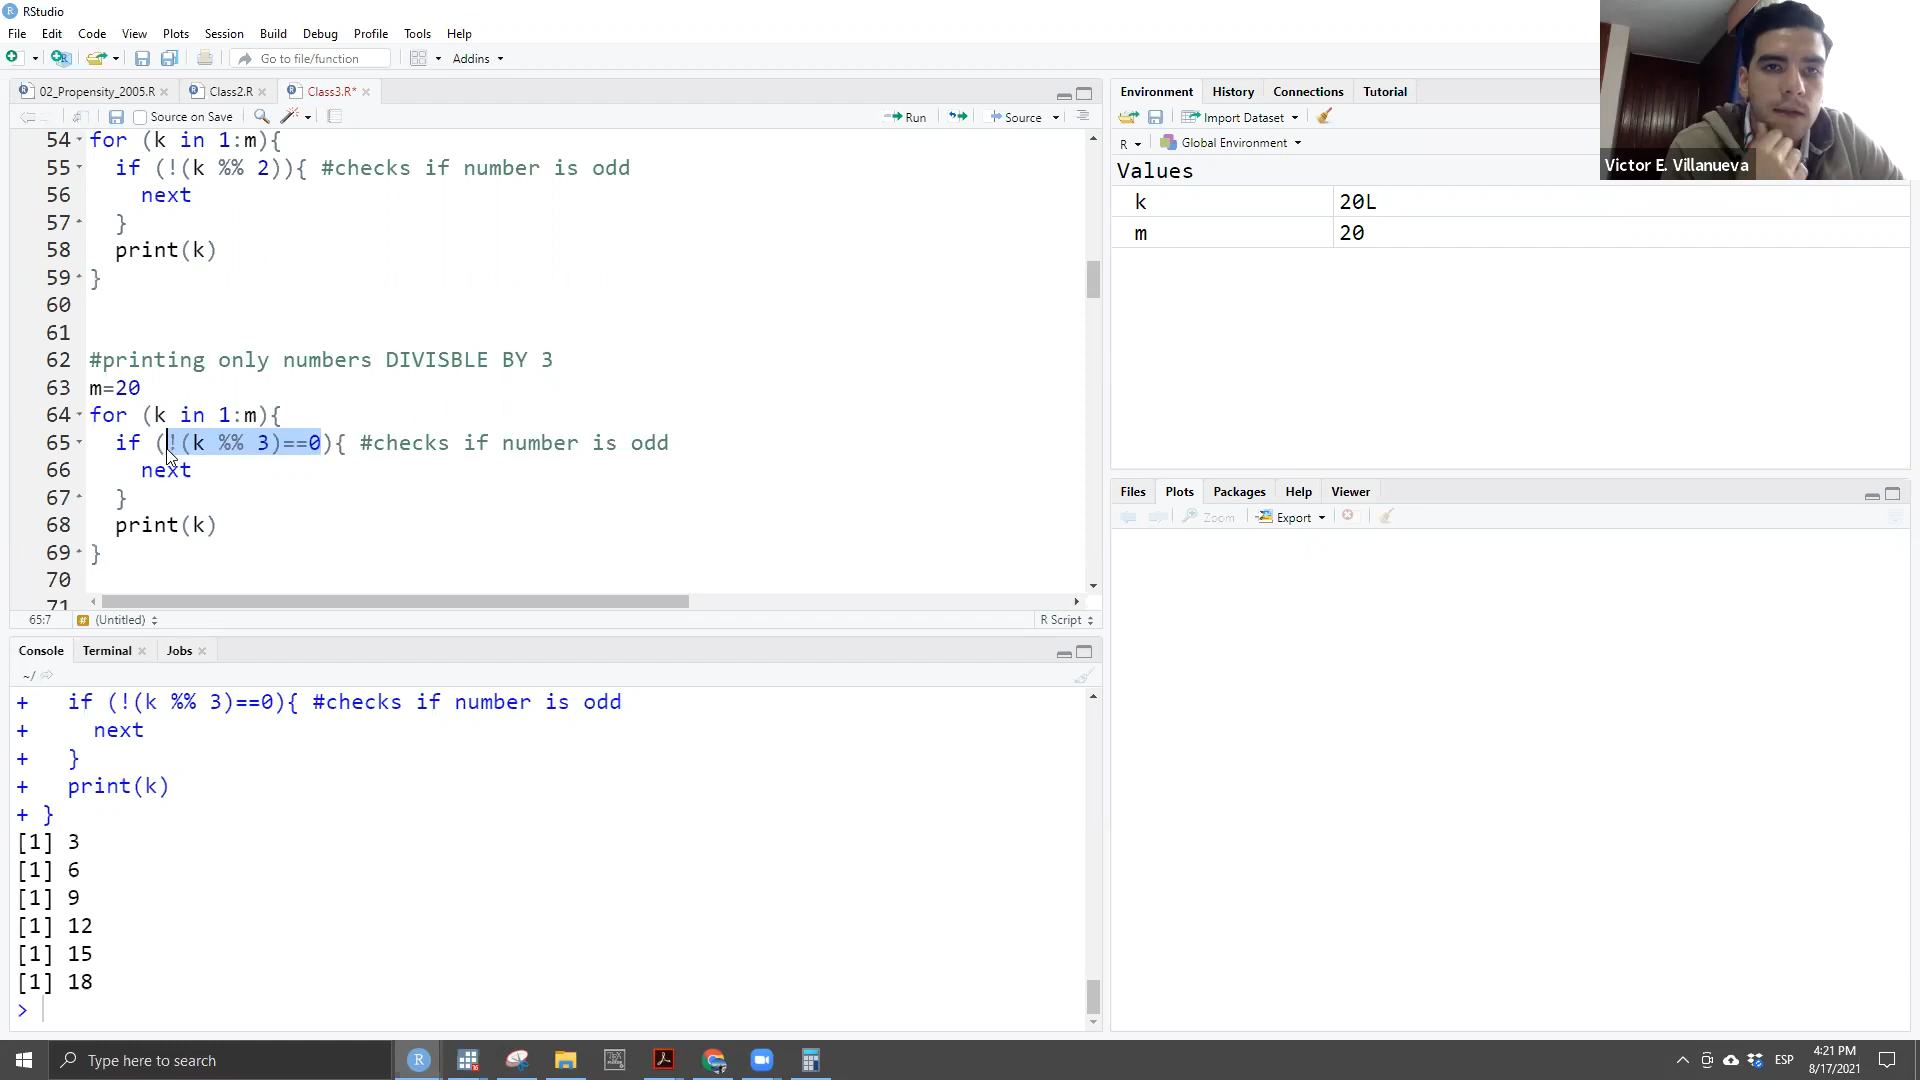 RStudio
File Edit Code View Plots Session Build Debug Profile Tools Help
Go to file/function Addins
02_Propensity_2005.R Class2.R Class3.R*
Source on Save Run Source
54 for (k in 1:m){
55 if (!(k %% 2)){ #checks if number is odd
56 next
57 }
58 print(k)
59 }
60
61
62 #printing only numbers DIVISBLE BY 3
63 m=20
64 for (k in 1:m){
65 if (!(k %% 3)==0){ #checks if number is odd
66 next
67 }
68 print(k)
69 }
70
71
65:7 (Untitled) R Script
Console Terminal Jobs
~/
+ if (!(k %% 3)==0){ #checks if number is odd
+ next
+ }
+ print(k)
+ }
[1] 3
[1] 6
[1] 9
[1] 12
[1] 15
[1] 18
>
Environment History Connections Tutorial
Import Dataset
R Global Environment
Values
k 20L
m 20
Files Plots Packages Help Viewer
Zoom Export
Victor E. Villanueva
Type here to search
ESP
4:21 PM
8/17/2021